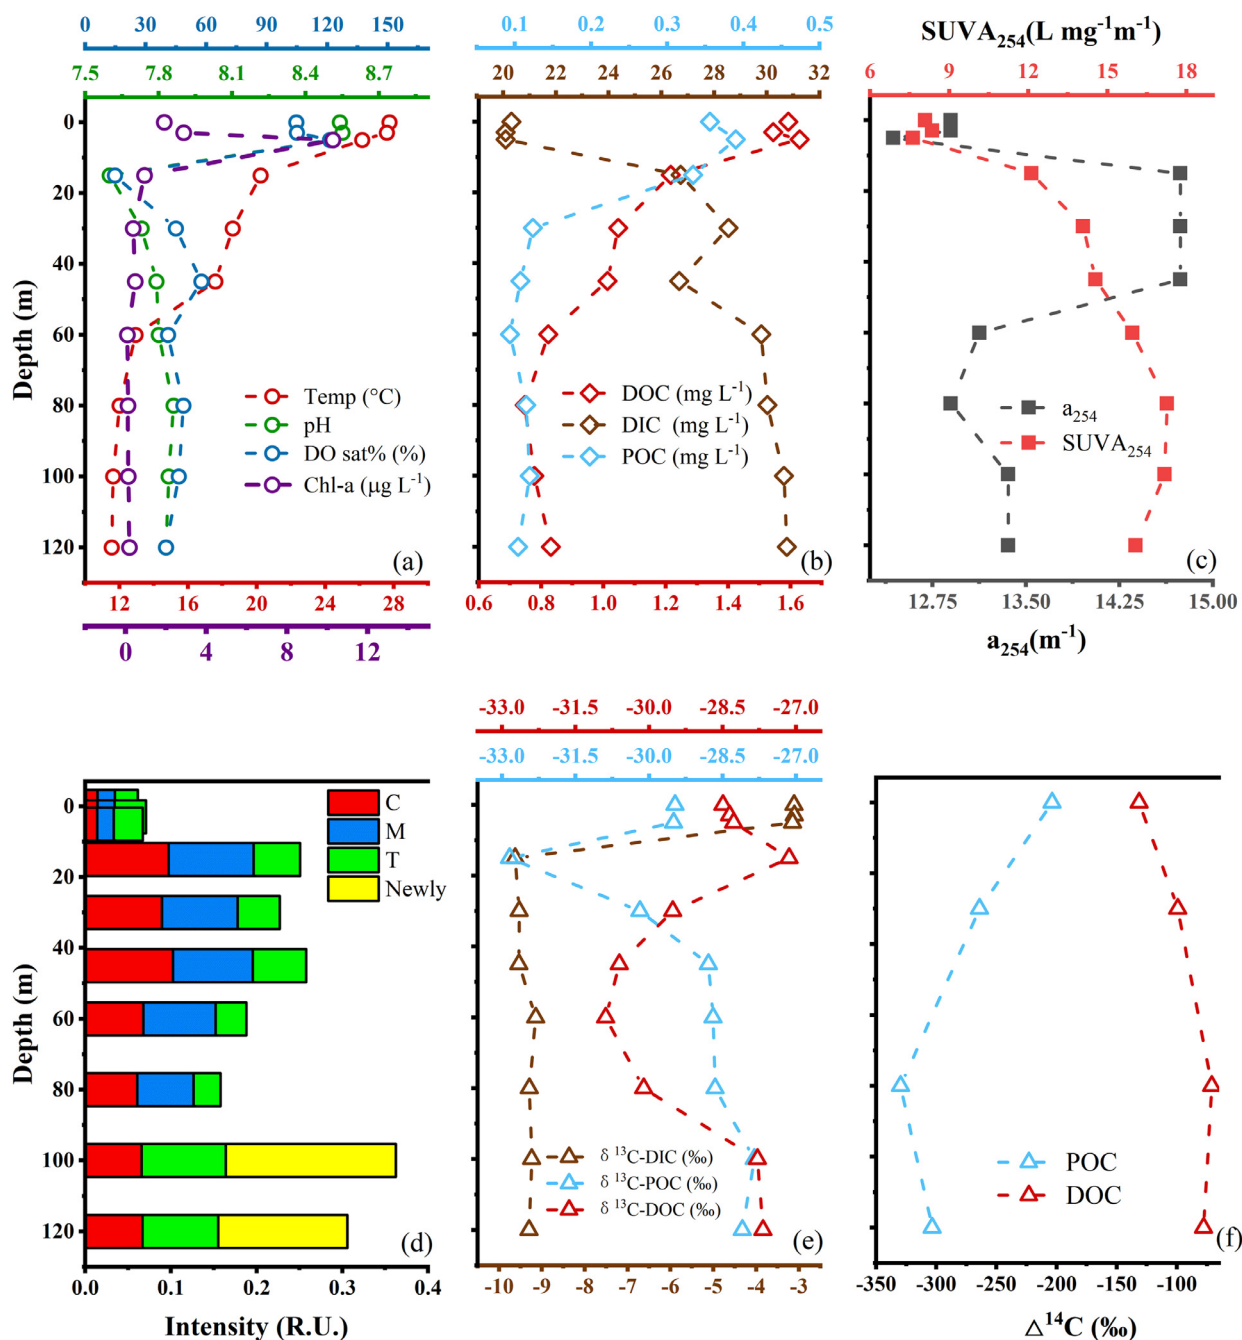 0 30 60 90 120 150
7.5 7.8 8.1 8.4 8.7
0
20
40
60
80
100
120
Depth (m)
Temp (°C)
pH
DO sat% (%)
Chl-a (μg L⁻¹)
(a)
12 16 20 24 28
0 4 8 12
0.1 0.2 0.3 0.4 0.5
20 22 24 26 28 30 32
DOC (mg L⁻¹)
DIC (mg L⁻¹)
POC (mg L⁻¹)
(b)
0.6 0.8 1.0 1.2 1.4 1.6
SUVA₂₅₄(L mg⁻¹m⁻¹)
6 9 12 15 18
a₂₅₄
SUVA₂₅₄
(c)
12.75 13.50 14.25 15.00
a₂₅₄(m⁻¹)
0
20
40
60
80
100
120
Depth (m)
C
M
T
Newly
(d)
0.0 0.1 0.2 0.3 0.4
Intensity (R.U.)
-33.0 -31.5 -30.0 -28.5 -27.0
-33.0 -31.5 -30.0 -28.5 -27.0
δ ¹³C-DIC (‰)
δ ¹³C-POC (‰)
δ ¹³C-DOC (‰)
(e)
-10 -9 -8 -7 -6 -5 -4 -3
POC
DOC
(f)
-350 -300 -250 -200 -150 -100
△¹⁴C (‰)